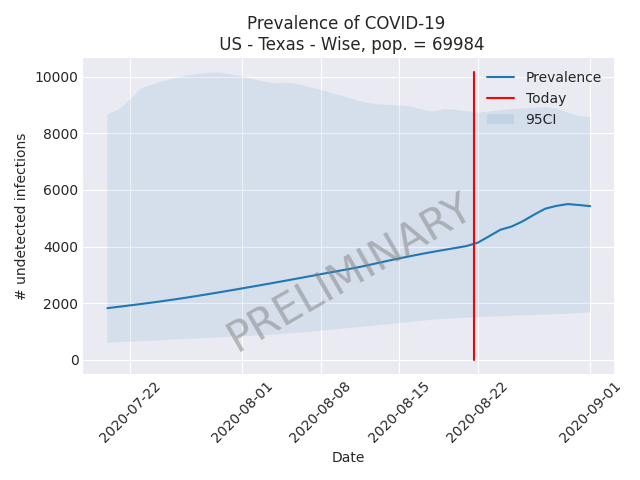 Prevalence of COVID-19
US - Texas - Wise, pop. = 69984
# undetected infections
10000
8000
6000
4000
2000
0
Prevalence
Today
95CI
PRELIMINARY
2020-07-22
2020-08-01
2020-08-08
2020-08-15
2020-08-22
2020-09-01
Date